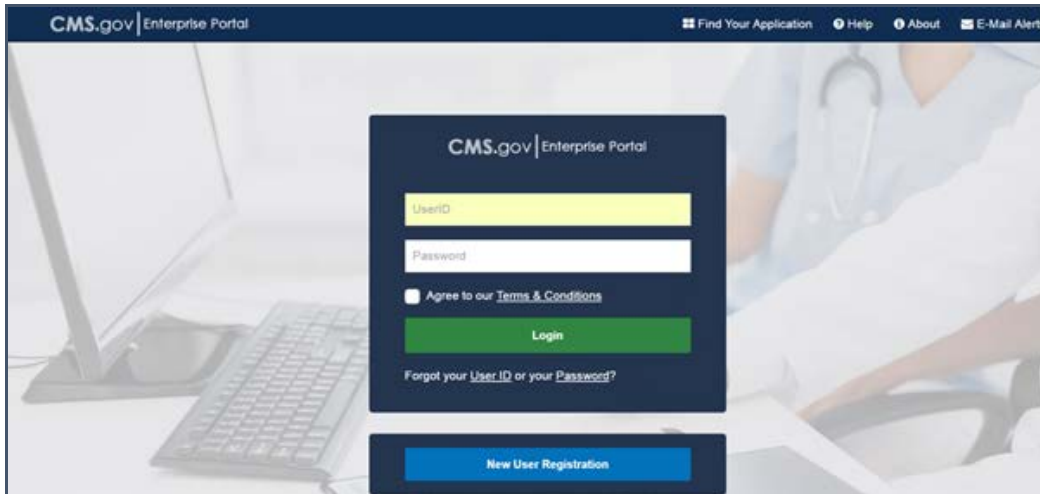 CMS.gov | Enterprise Portal Find Your Application Help About E-Mail Alert
CMS.gov | Enterprise Portal
UserID
Password
Agree to our Terms & Conditions
Login
Forgot your User ID or your Password?
New User Registration